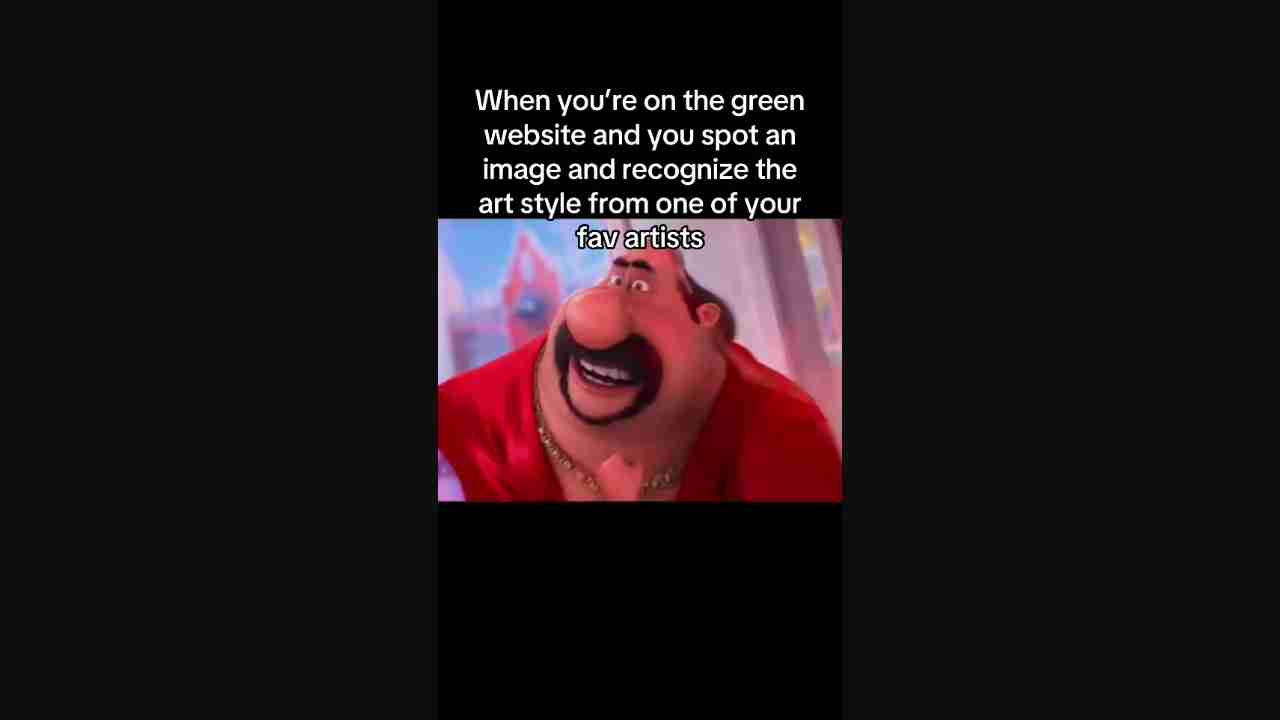 When you’re on the green
website and you spot an
image and recognize the
art style from one of your
fav artists